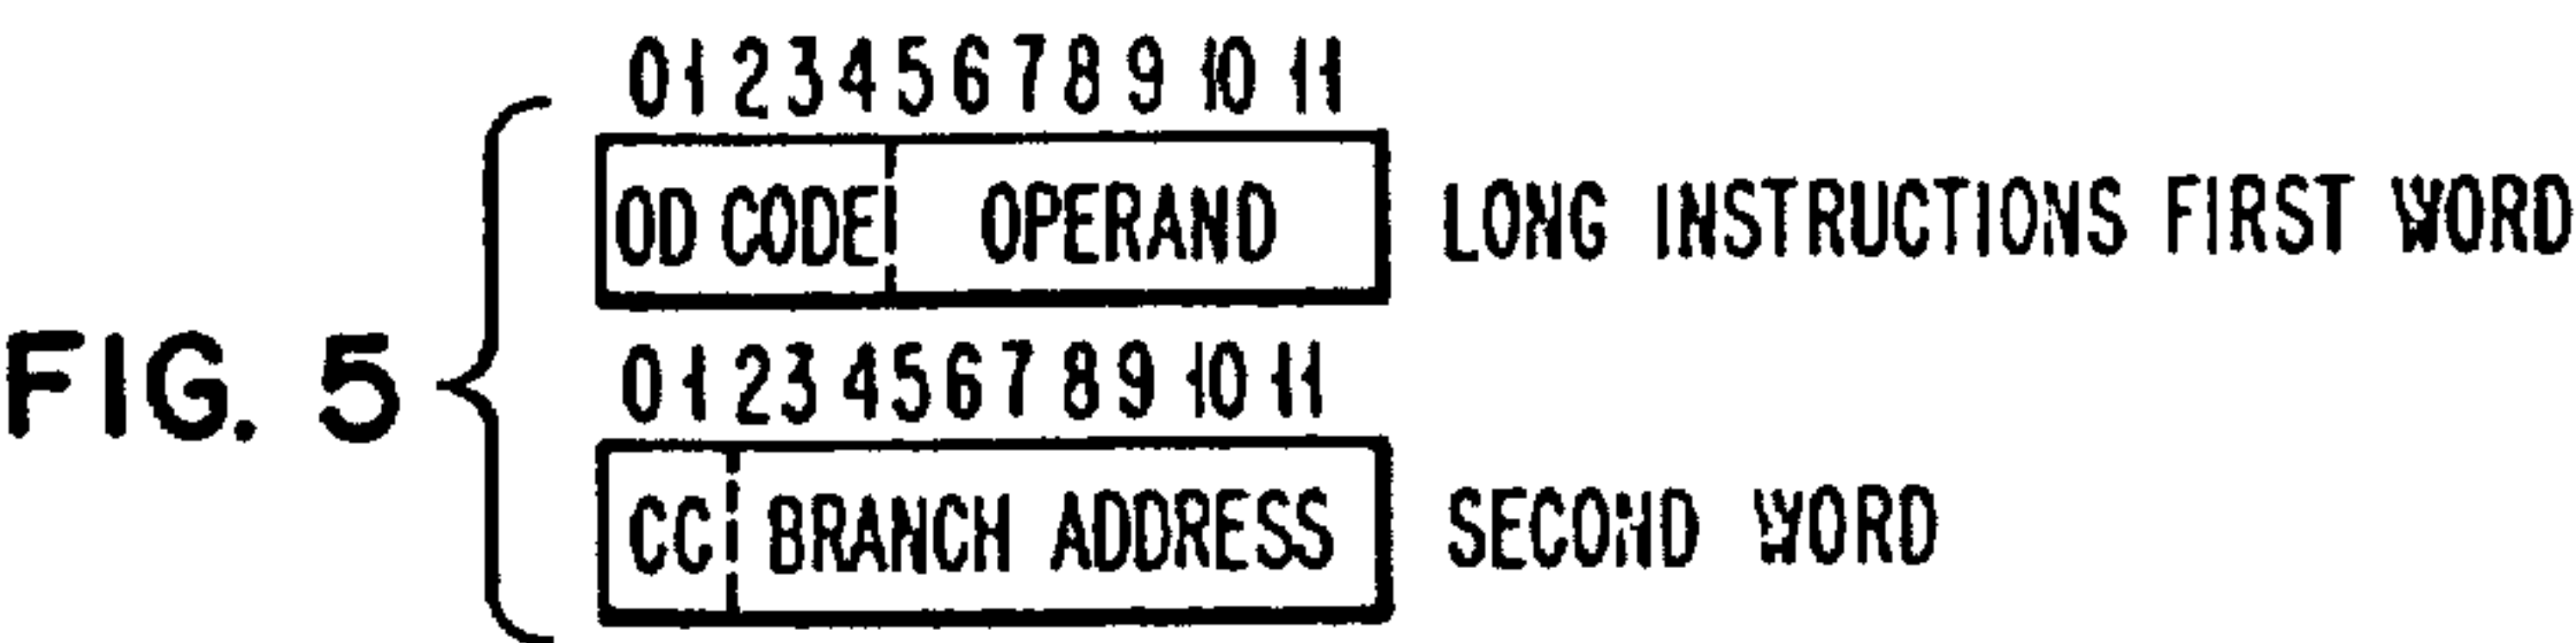 0 1 2 3 4 5 6 7 8 9 10 11
OD CODE OPERAND LONG INSTRUCTIONS FIRST WORD
FIG. 5
0 1 2 3 4 5 6 7 8 9 10 11
CC BRANCH ADDRESS SECOND WORD